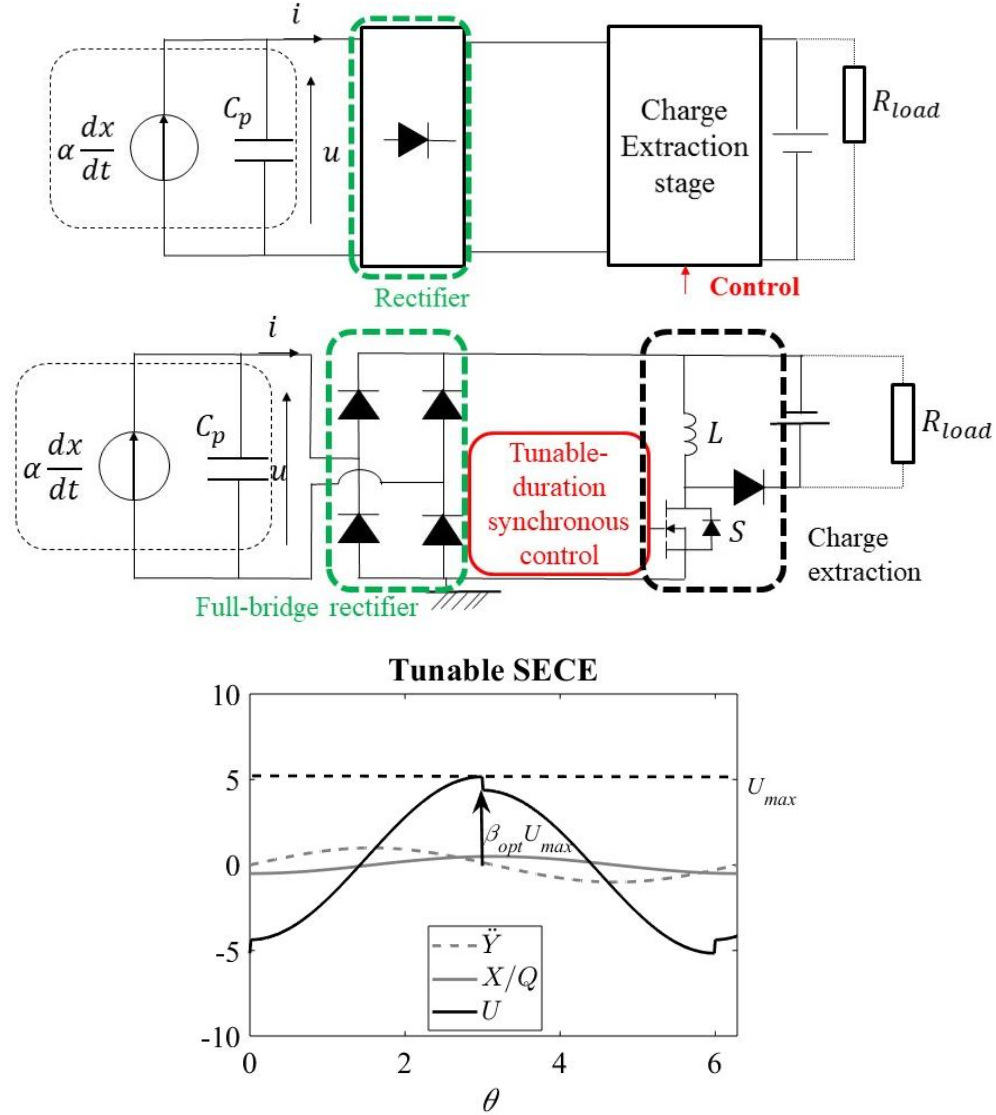 i
C_p
α dx/dt
u
Charge
Extraction
stage
R_load
Rectifier
Control
i
C_p
α dx/dt
u
Tunable-
duration
synchronous
control
L
S
R_load
Charge
extraction
Full-bridge rectifier
Tunable SECE
10
5
0
-5
-10
U_max
β_opt U_max
Ÿ
X/Q
U
0 2 4 6
θ